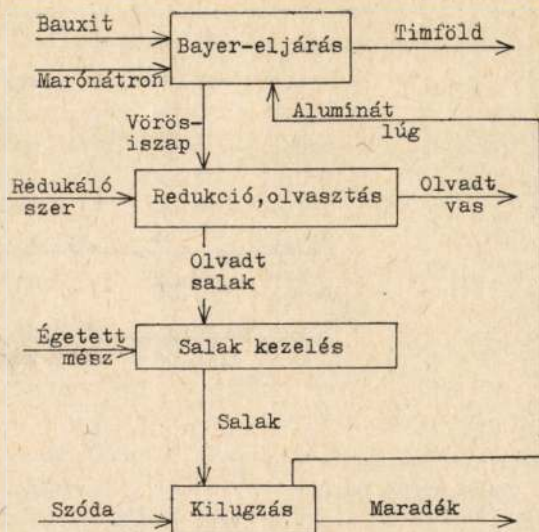 Bauxit
Bayer-eljárás
Timföld
Marónátron
Aluminát
lúg
Vörös-
iszap
Redukáló
szer
Redukció,olvasztás
Olvadt
vas
Olvadt
salak
Égetett
mész
Salak kezelés
Salak
Szóda
Kilugzás
Maradék